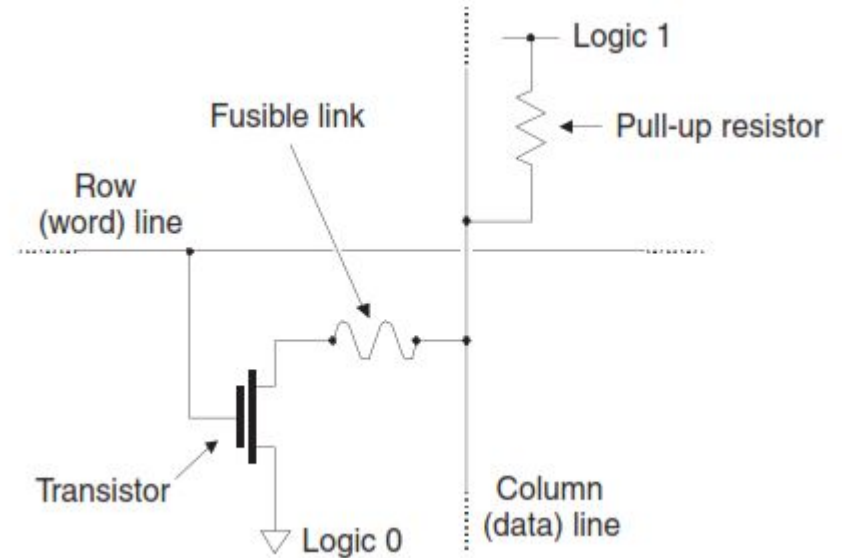 Logic 1
Fusible link
Pull-up resistor
Row
(word) line
Transistor
Column
(data) line
Logic 0